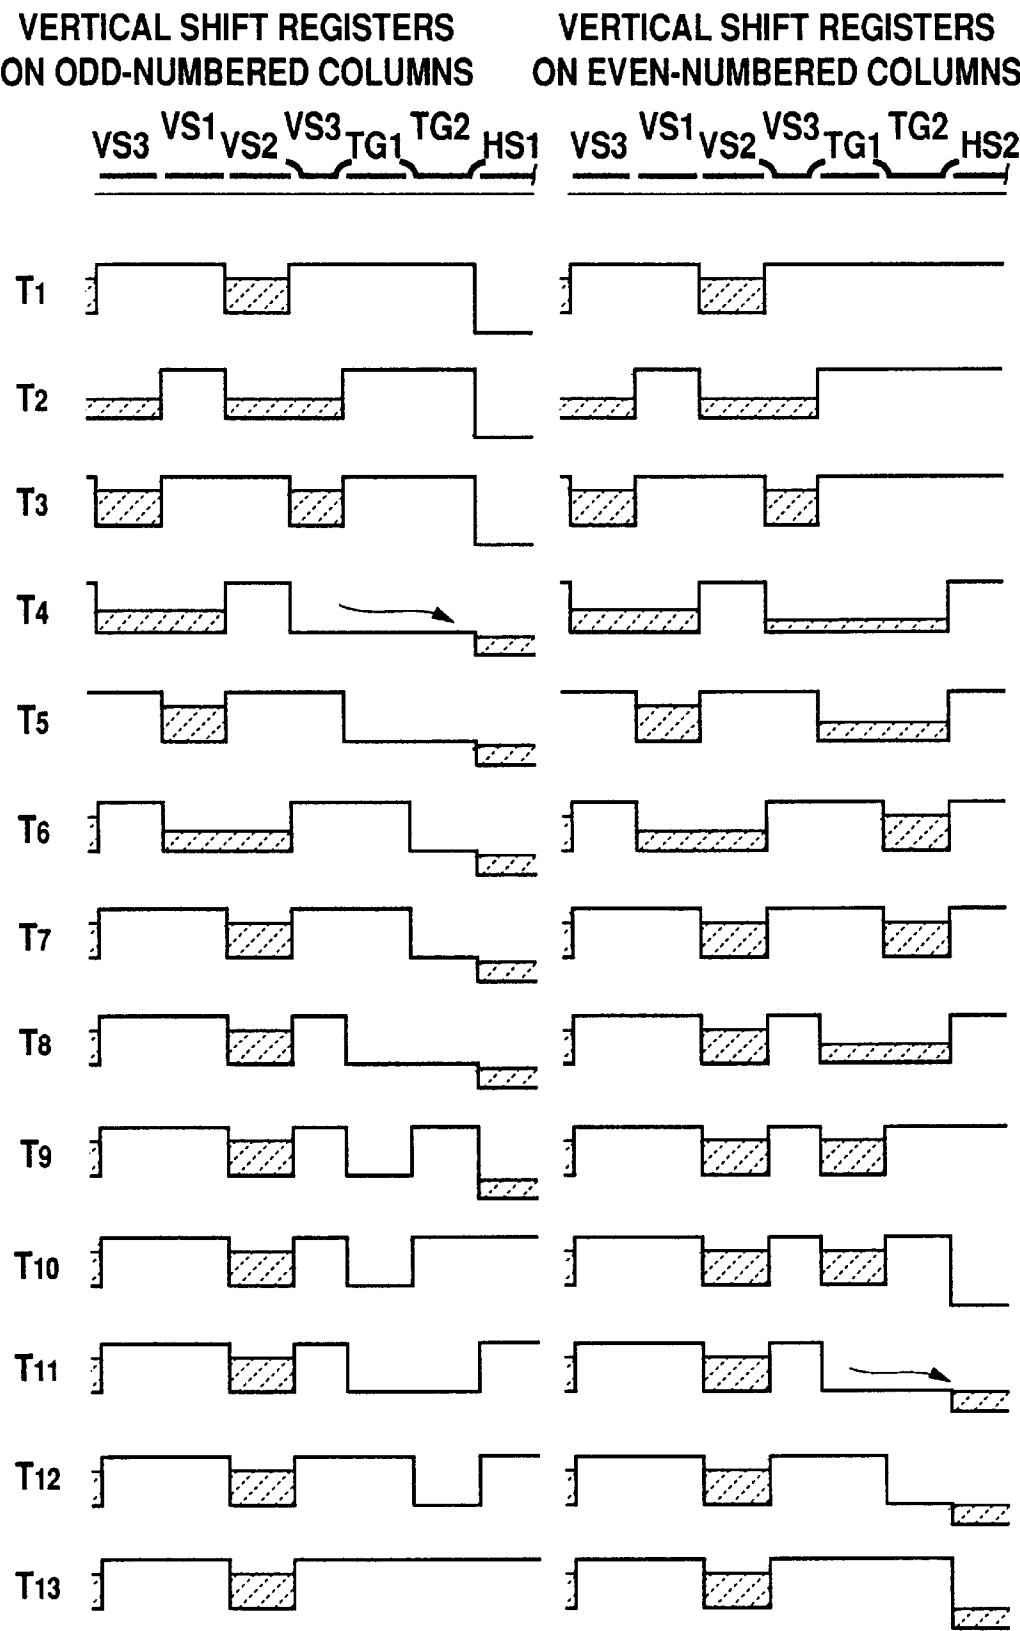 VERTICAL SHIFT REGISTERS
ON ODD-NUMBERED COLUMNS
VERTICAL SHIFT REGISTERS
ON EVEN-NUMBERED COLUMNS
VS3 VS1 VS2 VS3 TG1 TG2 HS1
VS3 VS1 VS2 VS3 TG1 TG2 HS2
T1
T2
T3
T4
T5
T6
T7
T8
T9
T10
T11
T12
T13